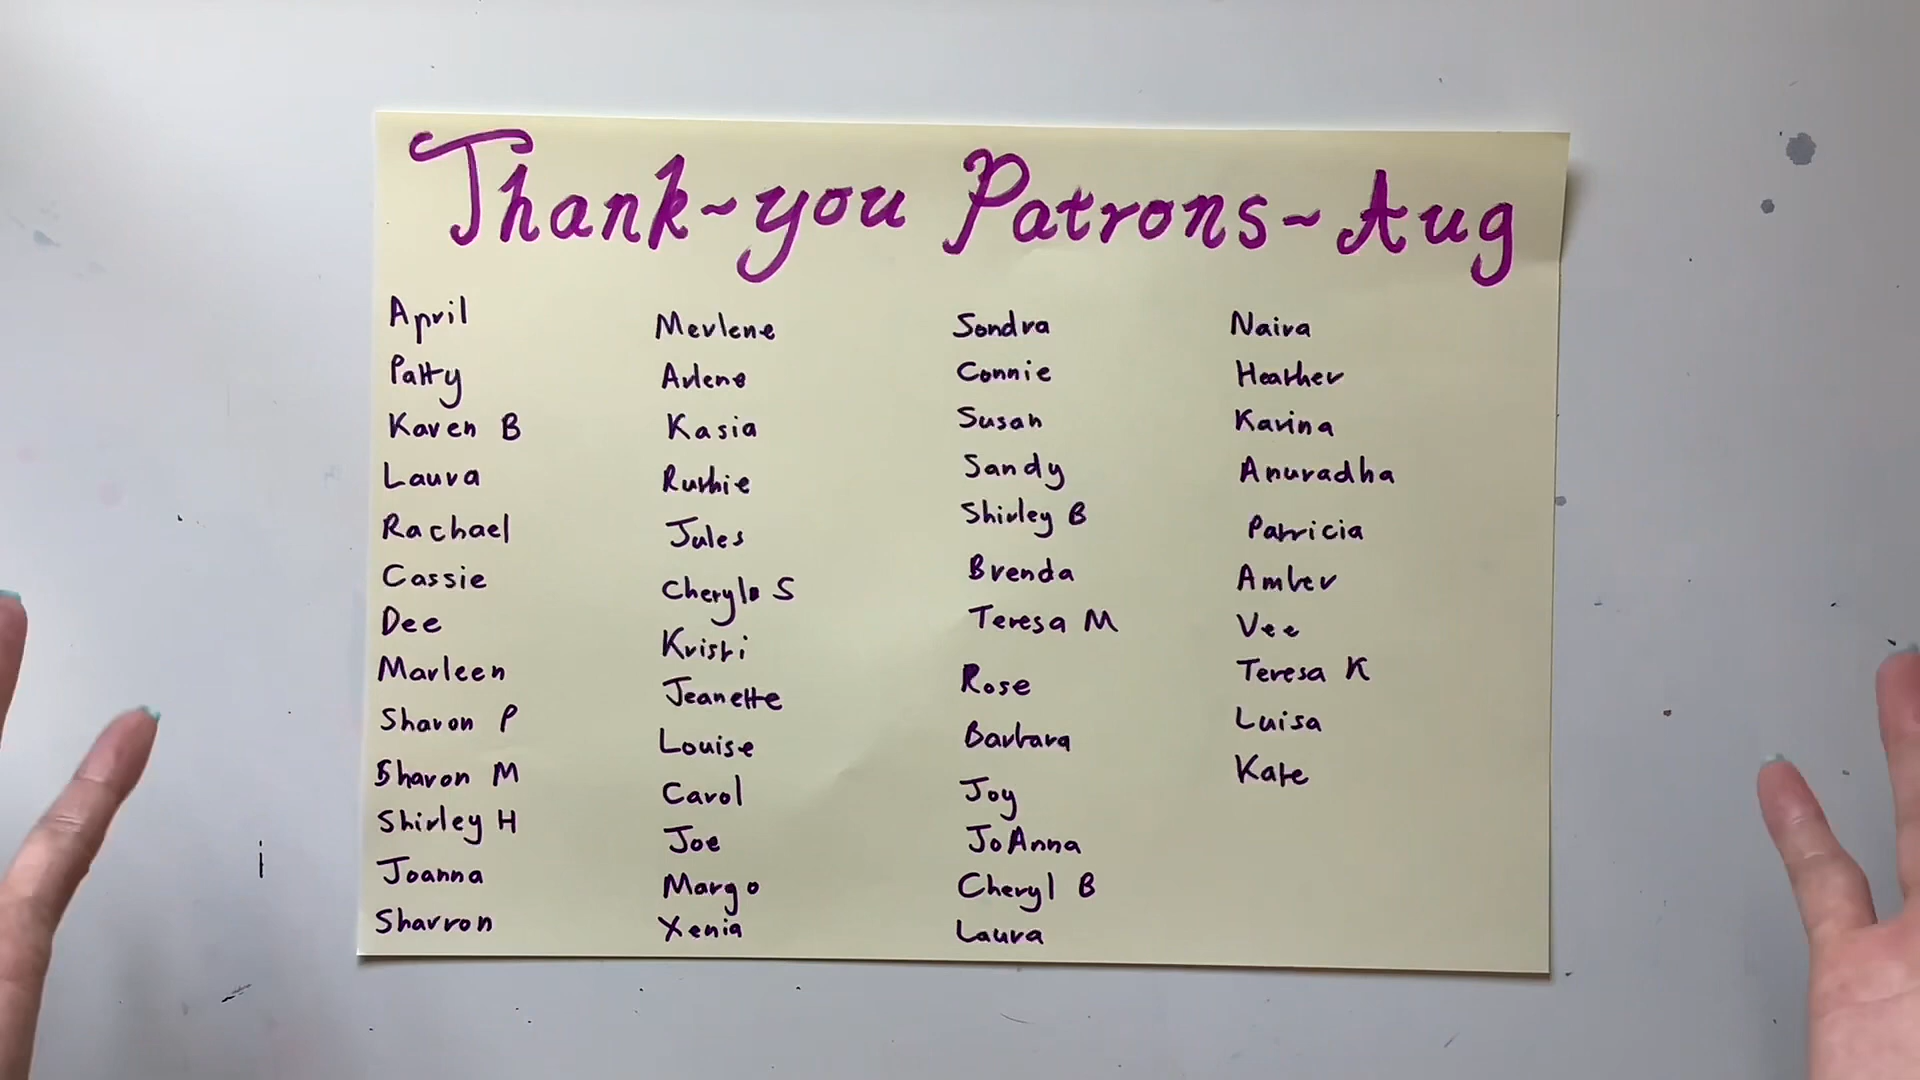 Thank-you Patrons-Aug
April
Patty
Karen B
Laura
Rachael
Cassie
Dee
Marleen
Sharon P
Sharon M
Shirley H
Joanna
Sharron
Merlene
Arlene
Kasia
Ruthie
Jules
Cheryl S
Kristi
Jeanette
Louise
Carol
Joe
Margo
Xenia
Sondra
Connie
Susan
Sandy
Shirley B
Brenda
Teresa M
Rose
Barbara
Joy
JoAnna
Cheryl B
Laura
Naira
Heather
Karina
Anuradha
Patricia
Amber
Vee
Teresa K
Luisa
Kate